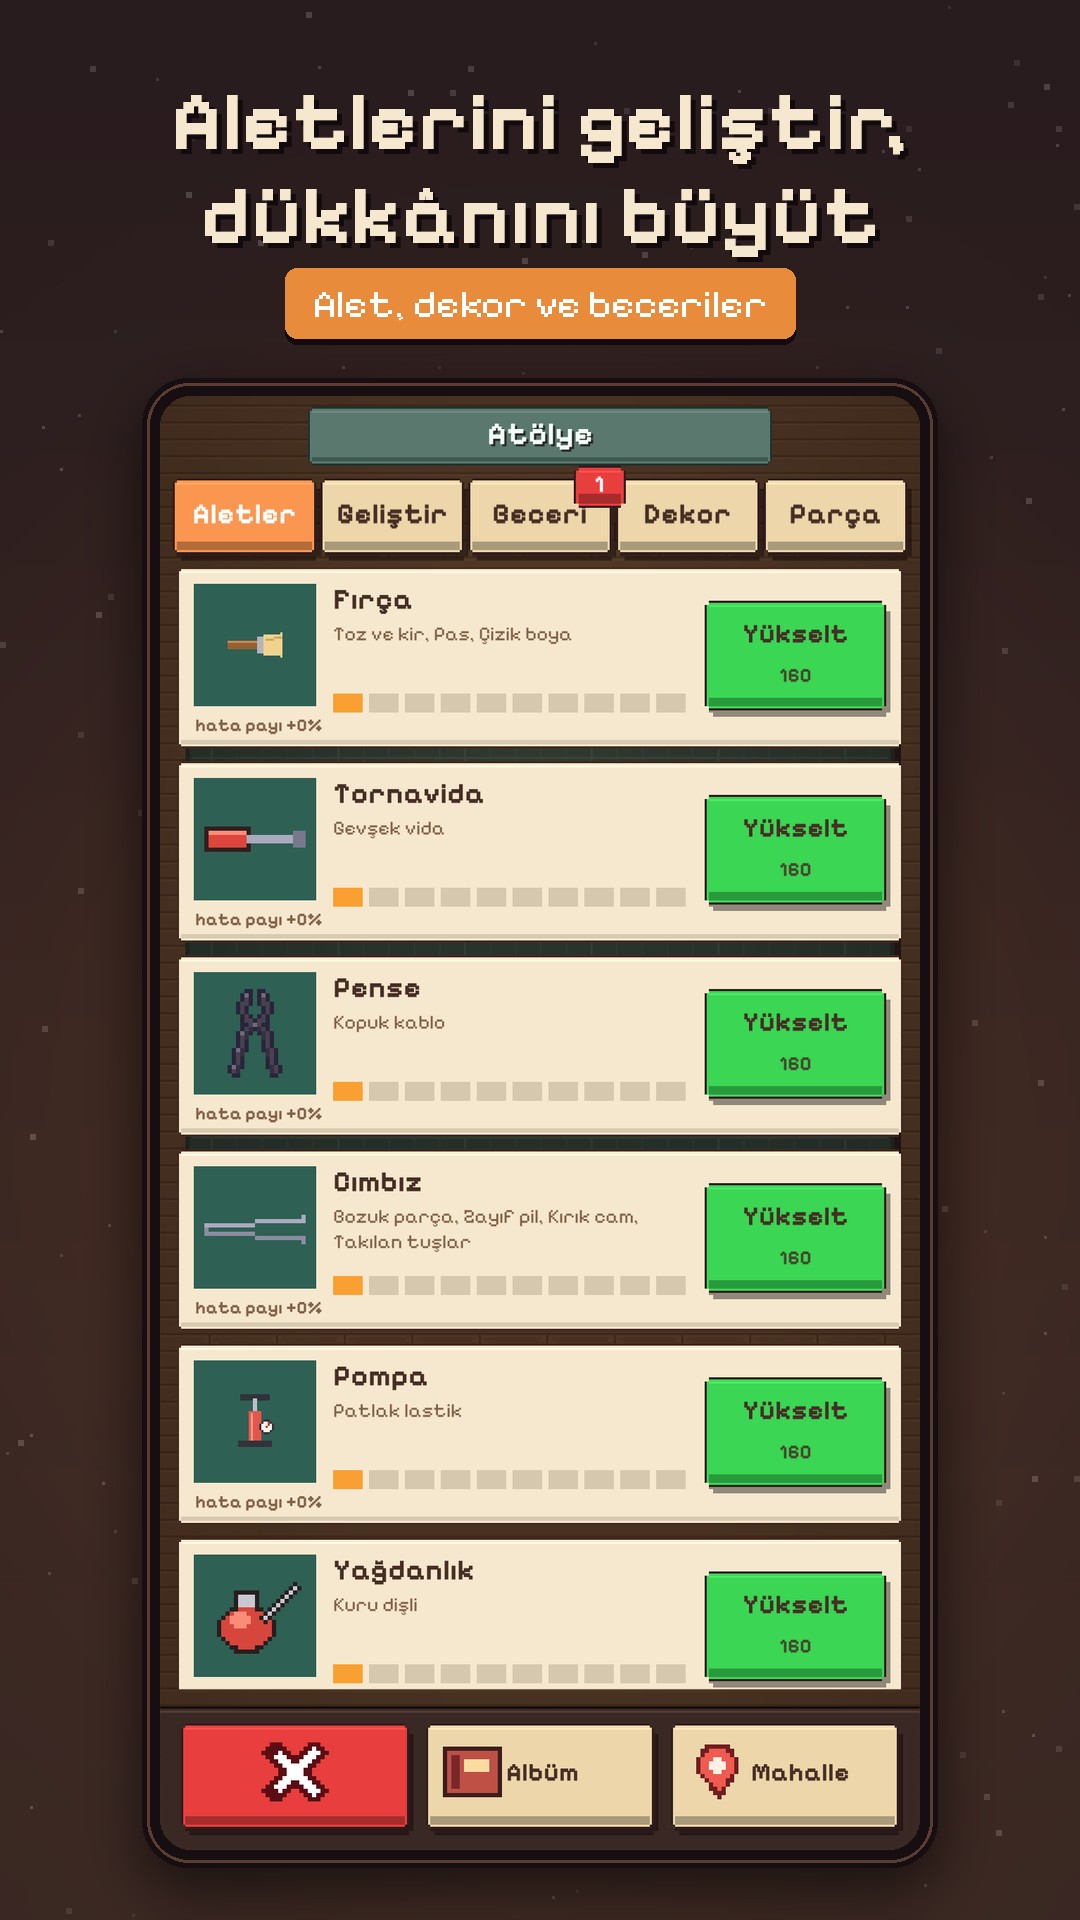 Aletlerini geliştir,
dükkânını büyüt
Alet, dekor ve beceriler
Atölye
1
Aletler
Geliştir
Beceri
Dekor
Parça
Fırça
Toz ve kir, Pas, Çizik boya
hata payı +0%
Yükselt
160
Tornavida
Gevşek vida
hata payı +0%
Yükselt
160
Pense
Kopuk kablo
hata payı +0%
Yükselt
160
Cımbız
Bozuk parça, Zayıf pil, Kırık cam,
Takılan tuşlar
hata payı +0%
Yükselt
160
Pompa
Patlak lastik
hata payı +0%
Yükselt
160
Yağdanlık
Kuru dişli
Yükselt
160
Albüm
Mahalle